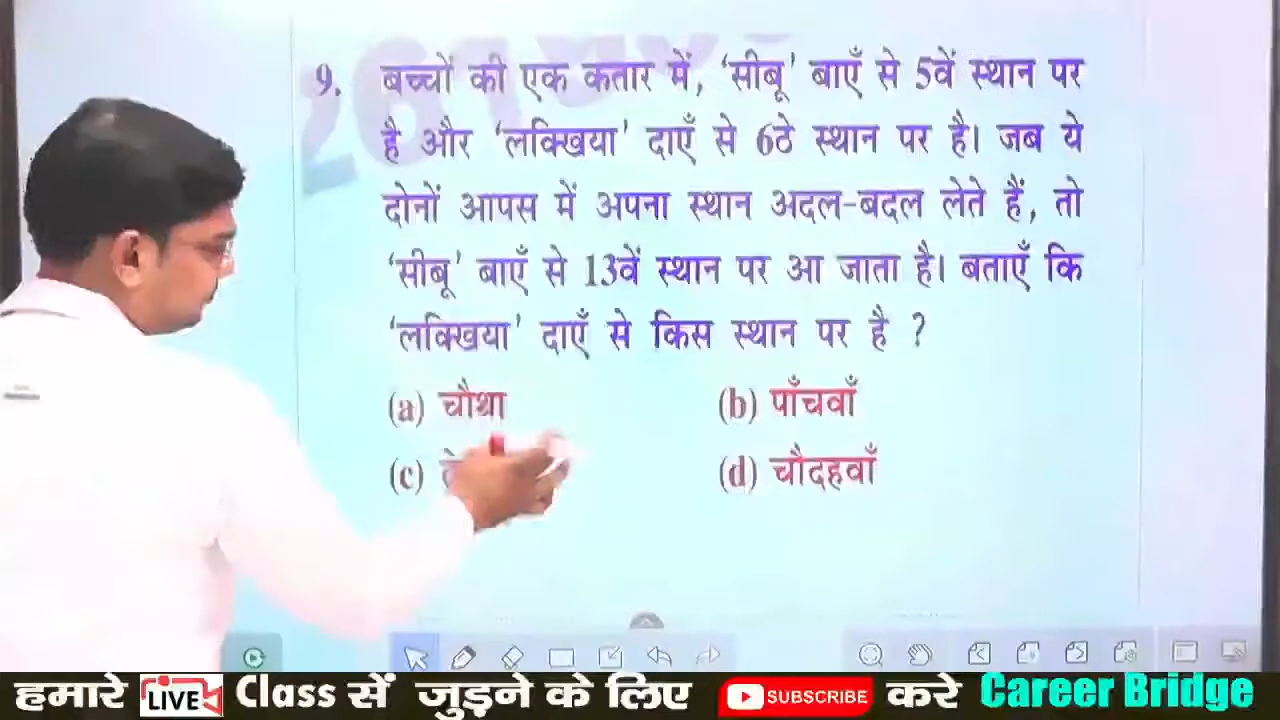 9. बच्चों की एक कतार में, 'सीबू' बाएँ से 5वें स्थान पर
है और 'लक्खिया' दाएँ से 6ठे स्थान पर है। जब ये
दोनों आपस में अपना स्थान अदल-बदल लेते हैं, तो
'सीबू' बाएँ से 13वें स्थान पर आ जाता है। बताएँ कि
'लक्खिया' दाएँ से किस स्थान पर है ?
(a) चौथा (b) पाँचवाँ
(c) (d) चौदहवाँ
हमारे LIVE Class सें जुड़ने के लिए SUBSCRIBE करे Career Bridge